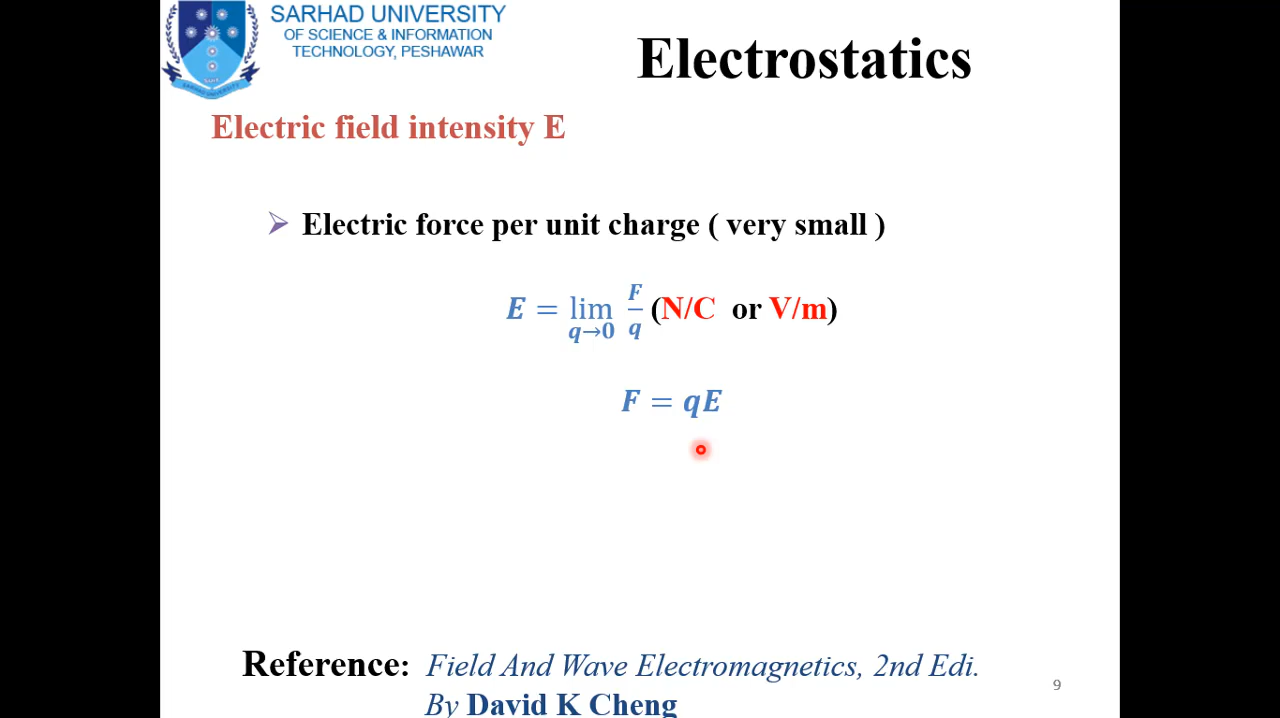 SARHAD UNIVERSITY
OF SCIENCE & INFORMATION
TECHNOLOGY, PESHAWAR
Electrostatics
Electric field intensity E
➢ Electric force per unit charge ( very small )
E = lim q→0 F/q (N/C or V/m)
F = qE
Reference: Field And Wave Electromagnetics, 2nd Edi.
By David K Cheng
9